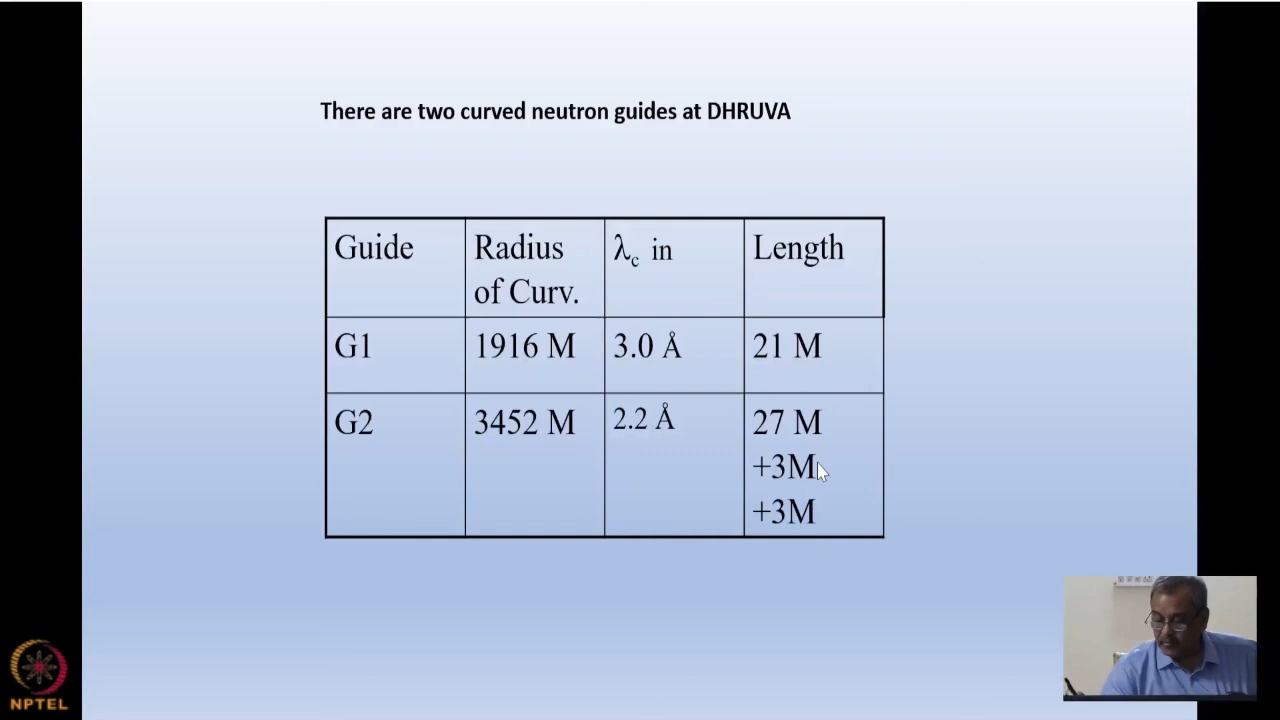 There are two curved neutron guides at DHRUVA
Guide
Radius
of Curv.
λc in
Length
G1
1916 M
3.0 Å
21 M
G2
3452 M
2.2 Å
27 M
+3M
+3M
NPTEL